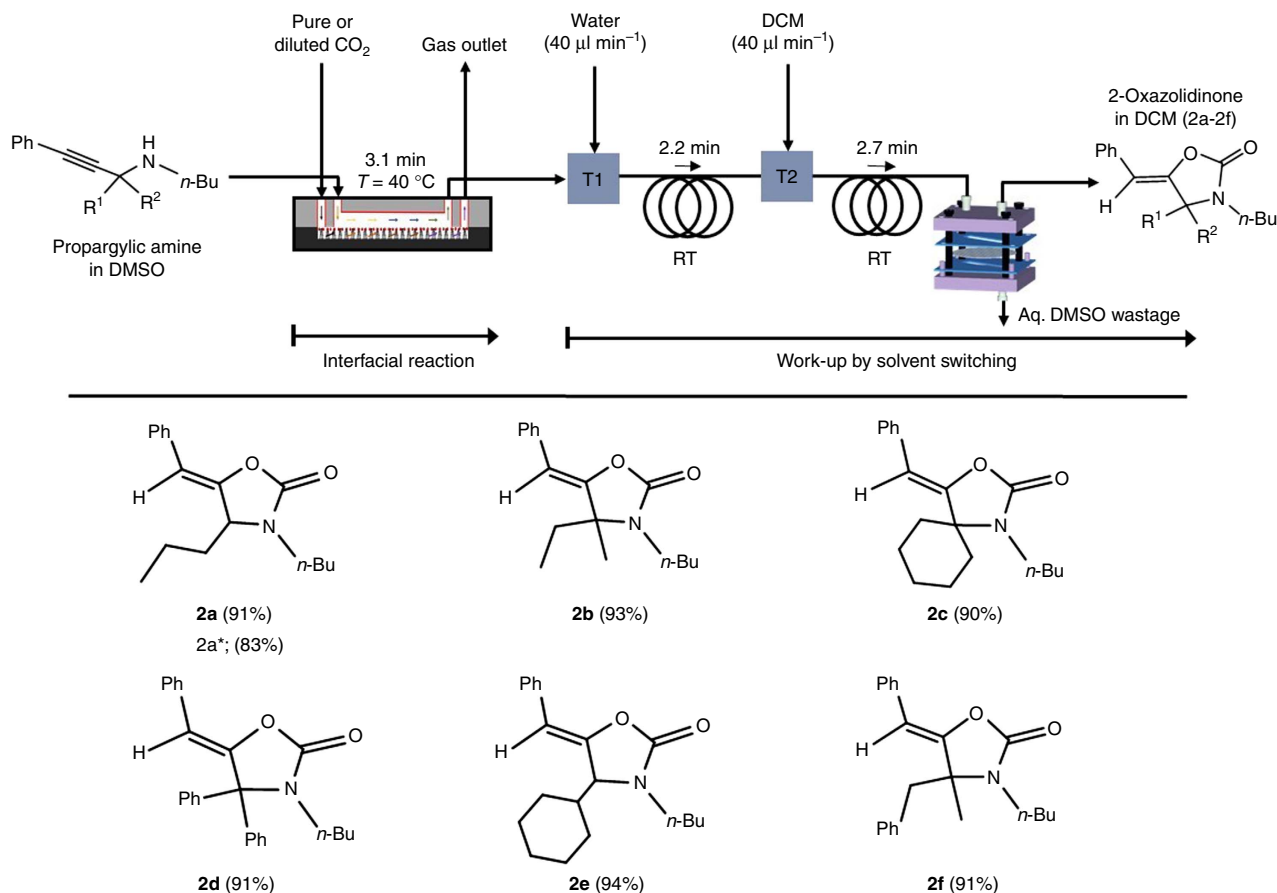 Pure or
diluted CO₂
Gas outlet
Water
(40 µl min⁻¹)
DCM
(40 µl min⁻¹)
2-Oxazolidinone
in DCM (2a-2f)
Ph
H
N
n-Bu
R¹ R²
Propargylic amine
in DMSO
3.1 min
T = 40 °C
T1
2.2 min
RT
T2
2.7 min
RT
Ph
O
O
H
N
n-Bu
R¹
R²
Aq. DMSO wastage
Interfacial reaction
Work-up by solvent switching
Ph
O
O
H
N
n-Bu
2a (91%)
2a*; (83%)
Ph
O
O
H
N
n-Bu
2b (93%)
Ph
O
O
H
N
n-Bu
2c (90%)
Ph
O
O
H
N
Ph
Ph
n-Bu
2d (91%)
Ph
O
O
H
N
n-Bu
2e (94%)
Ph
O
O
H
N
Ph
n-Bu
2f (91%)